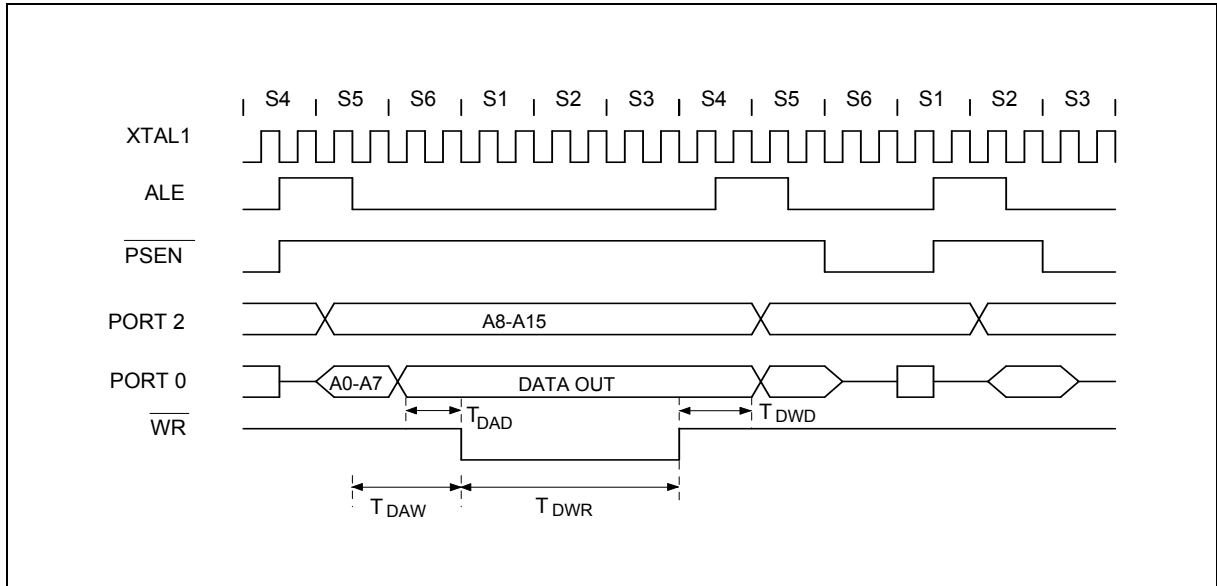 S4 S5 S6 S1 S2 S3 S4 S5 S6 S1 S2 S3
XTAL1
ALE
PSEN
PORT 2 A8-A15
PORT 0 A0-A7 DATA OUT
TDAD TDWD
WR
TDAW TDWR